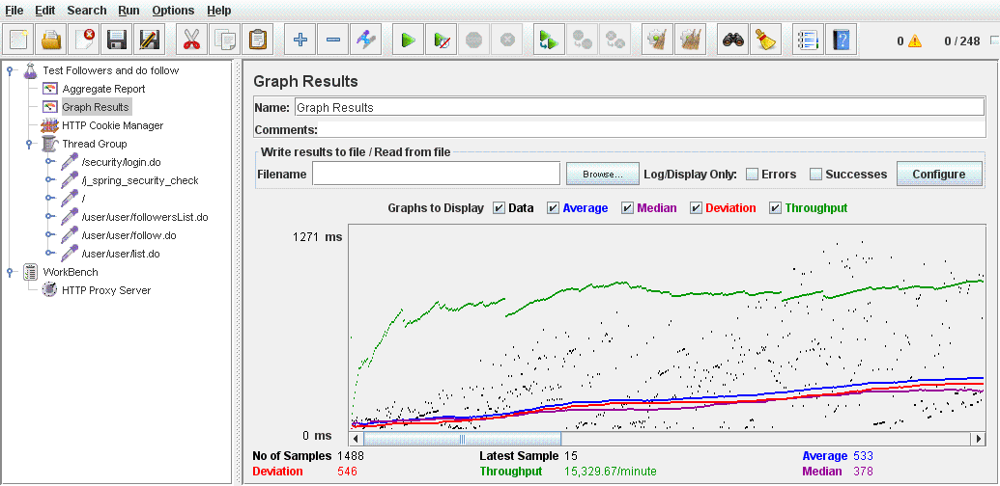 File Edit Search Run Options Help
0 0 / 248
Test Followers and do follow
Aggregate Report
Graph Results
HTTP Cookie Manager
Thread Group
/security/login.do
/j_spring_security_check
/
/user/user/followersList.do
/user/user/follow.do
/user/user/list.do
WorkBench
HTTP Proxy Server
Graph Results
Name: Graph Results
Comments:
Write results to file / Read from file
Filename Browse... Log/Display Only: Errors Successes Configure
Graphs to Display Data Average Median Deviation Throughput
1271 ms
0 ms
No of Samples 1488 Latest Sample 15 Average 533
Deviation 546 Throughput 15,329.67/minute Median 378